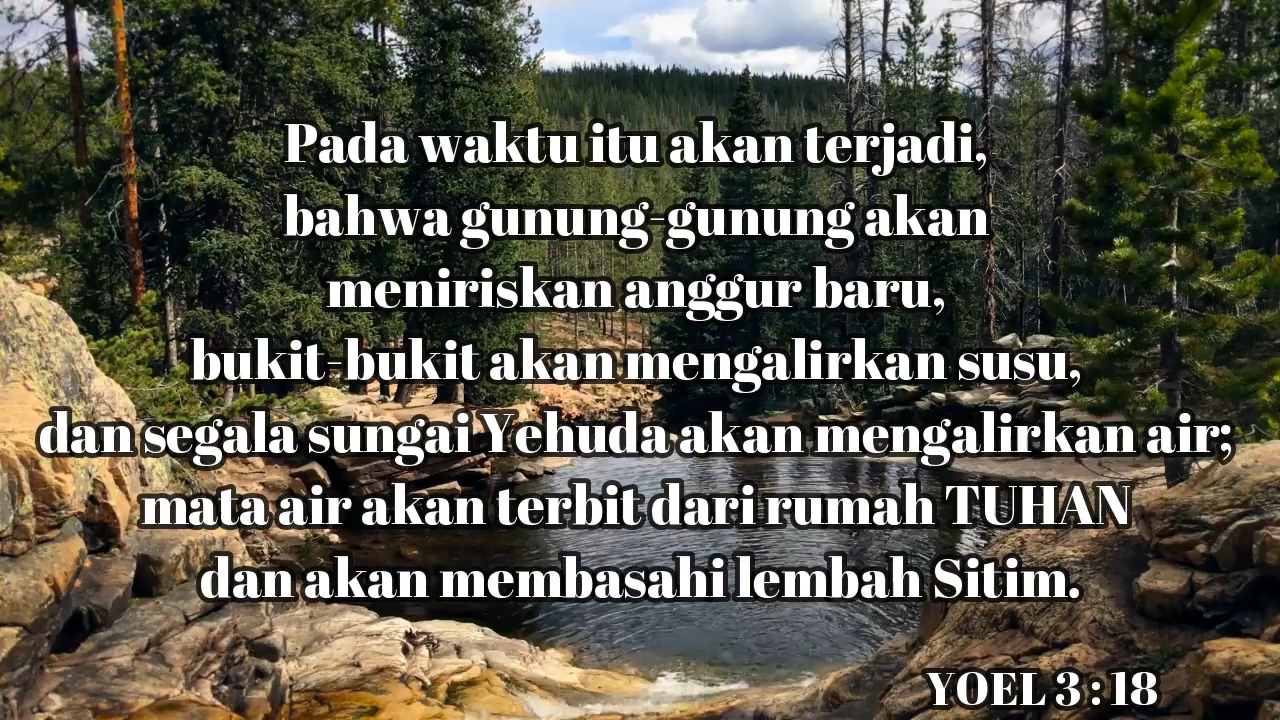 Pada waktu itu akan terjadi,
bahwa gunung-gunung akan
meniriskan anggur baru,
bukit-bukit akan mengalirkan susu,
dan segala sungai Yehuda akan mengalirkan air;
mata air akan terbit dari rumah TUHAN
dan akan membasahi lembah Sitim.
YOEL 3 : 18